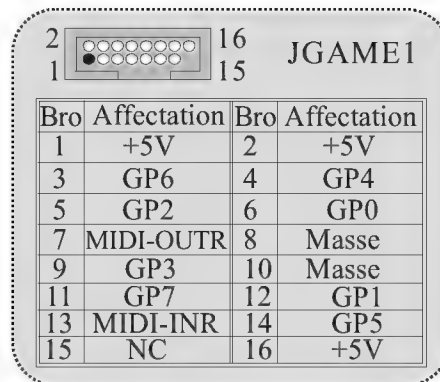 2 16
1 15
JGAME1
Bro Affectation Bro Affectation
1 +5V 2 +5V
3 GP6 4 GP4
5 GP2 6 GP0
7 MIDI-OUTR 8 Masse
9 GP3 10 Masse
11 GP7 12 GP1
13 MIDI-INR 14 GP5
15 NC 16 +5V